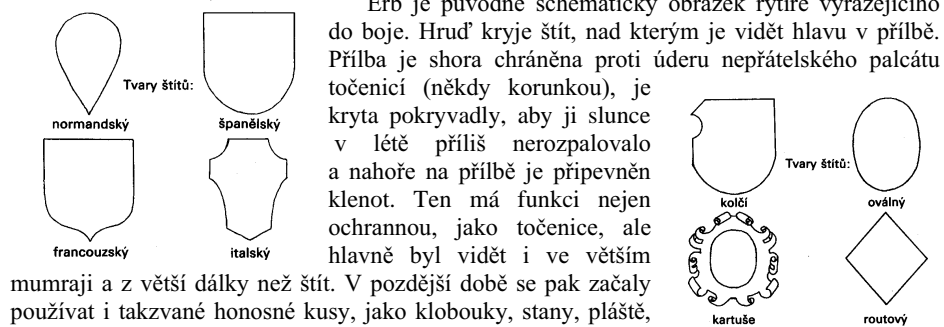 Erb je původně schematický obrázek rytíře vyrážejícího
do boje. Hruď kryje štít, nad kterým je vidět hlavu v přílbě.
Přílba je shora chráněna proti úderu nepřátelského palcátu
točenicí (někdy korunkou), je
kryta pokryvadly, aby ji slunce
v létě příliš nerozpalovalo
a nahoře na přílbě je připevněn
klenot. Ten má funkci nejen
ochrannou, jako točenice, ale
hlavně byl vidět i ve větším
mumraji a z větší dálky než štít. V pozdější době se pak začaly
používat i takzvané honosné kusy, jako klobouky, stany, pláště,
Tvary štítů:
normandský
španělský
francouzský
italský
Tvary štítů:
kolčí
oválný
kartuše
routový